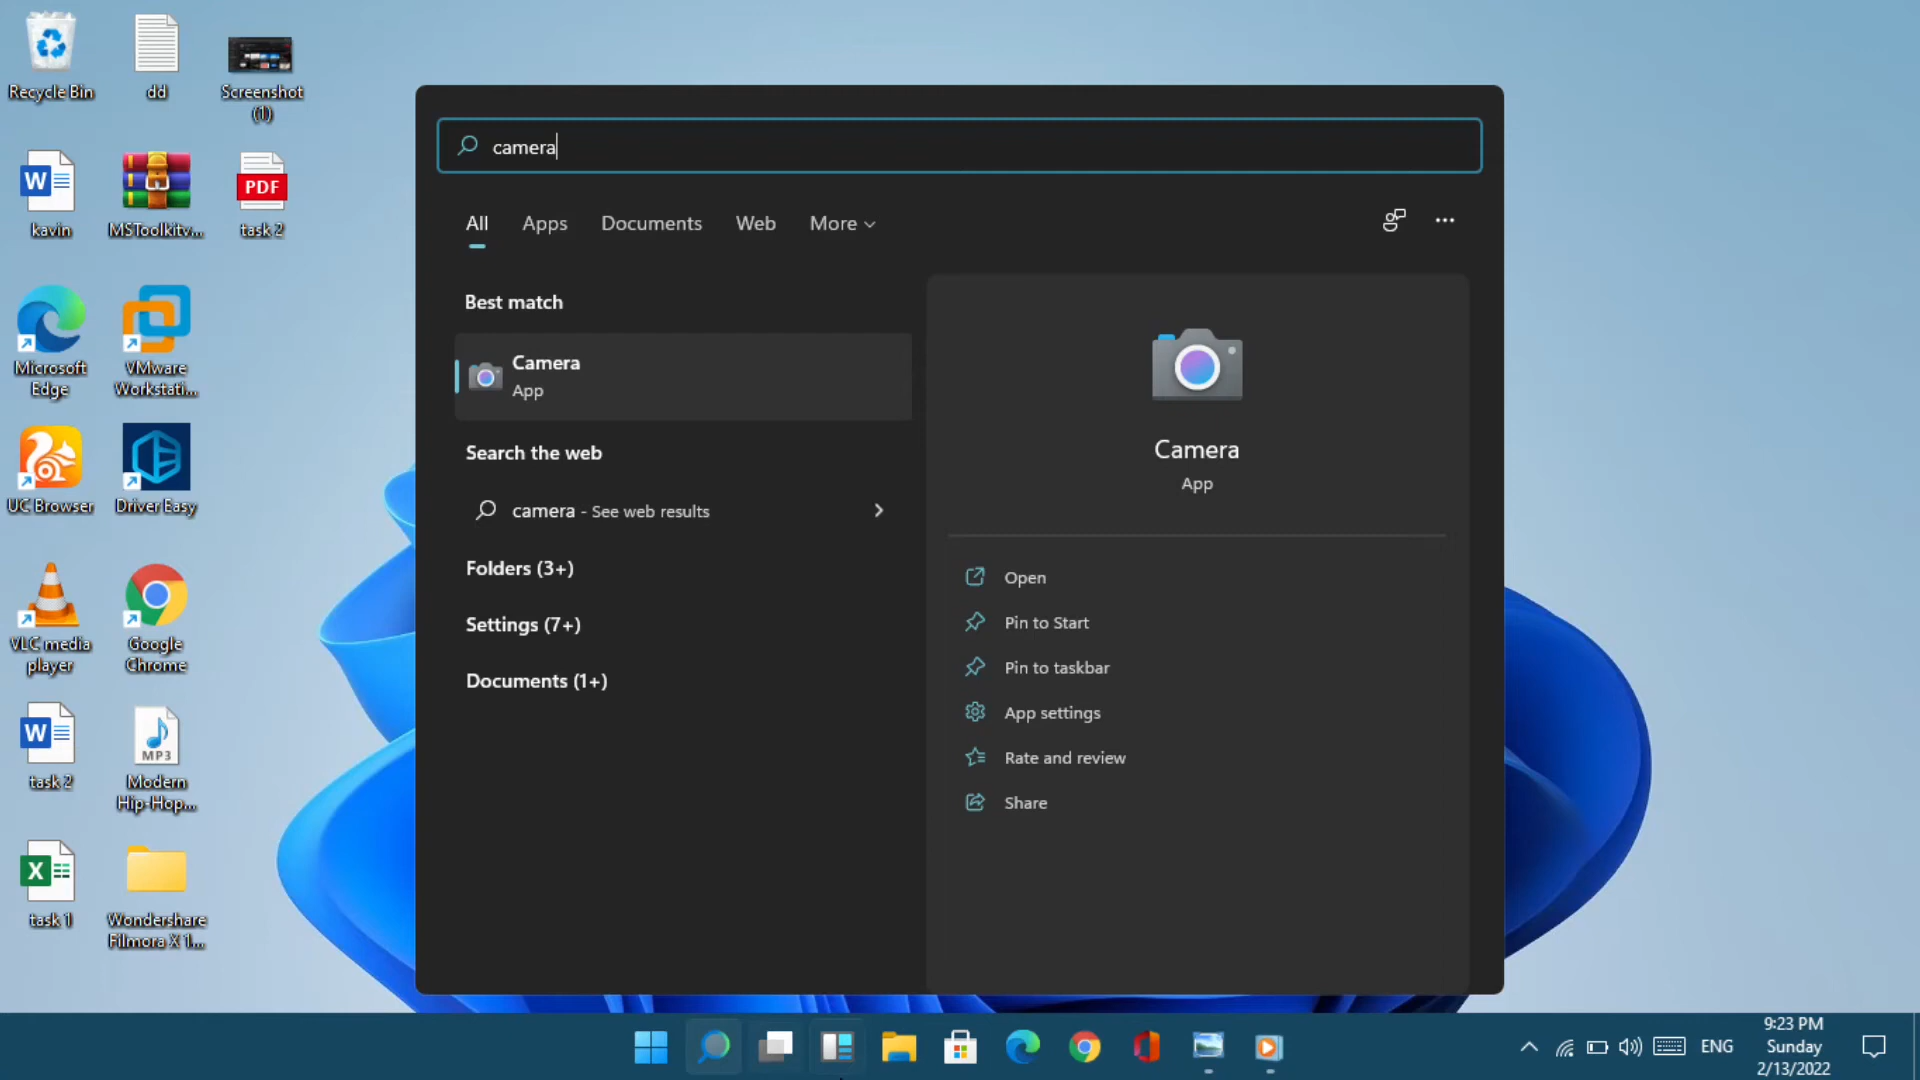 Recycle Bin
dd
Screenshot
(1)
W
kavin
MSToolkitv...
PDF
task 2
Microsoft
Edge
VMware
Workstati...
UC Browser
Driver Easy
VLC media
player
Google
Chrome
W
task 2
MP3
Modern
Hip-Hop...
X
task 1
Wondershare
Filmora X 1...
camera
All
Apps
Documents
Web
More
Best match
Camera
App
Search the web
camera - See web results
Folders (3+)
Settings (7+)
Documents (1+)
Camera
App
Open
Pin to Start
Pin to taskbar
App settings
Rate and review
Share
ENG
9:23 PM
Sunday
2/13/2022